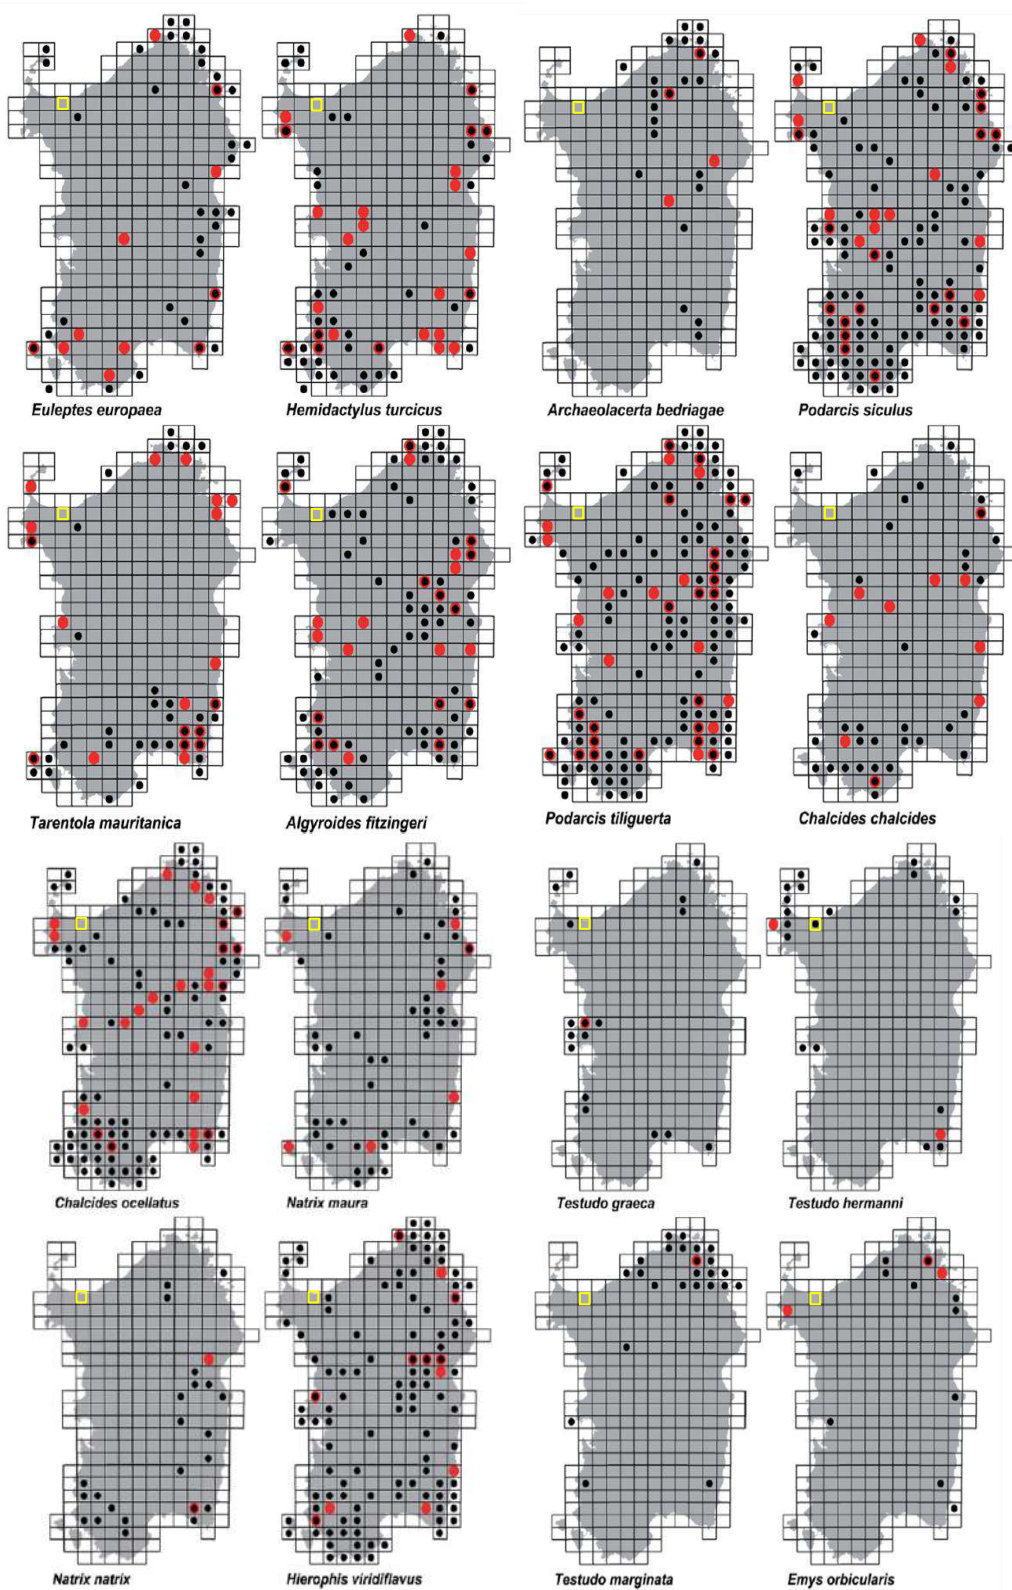 Euleptes europaea
Hemidactylus turcicus
Archaeolacerta bedriagae
Podarcis siculus
Tarentola mauritanica
Algyroides fitzingeri
Podarcis tiliguerta
Chalcides chalcides
Chalcides ocellatus
Natrix maura
Testudo graeca
Testudo hermanni
Natrix natrix
Hierophis viridiflavus
Testudo marginata
Emys orbicularis